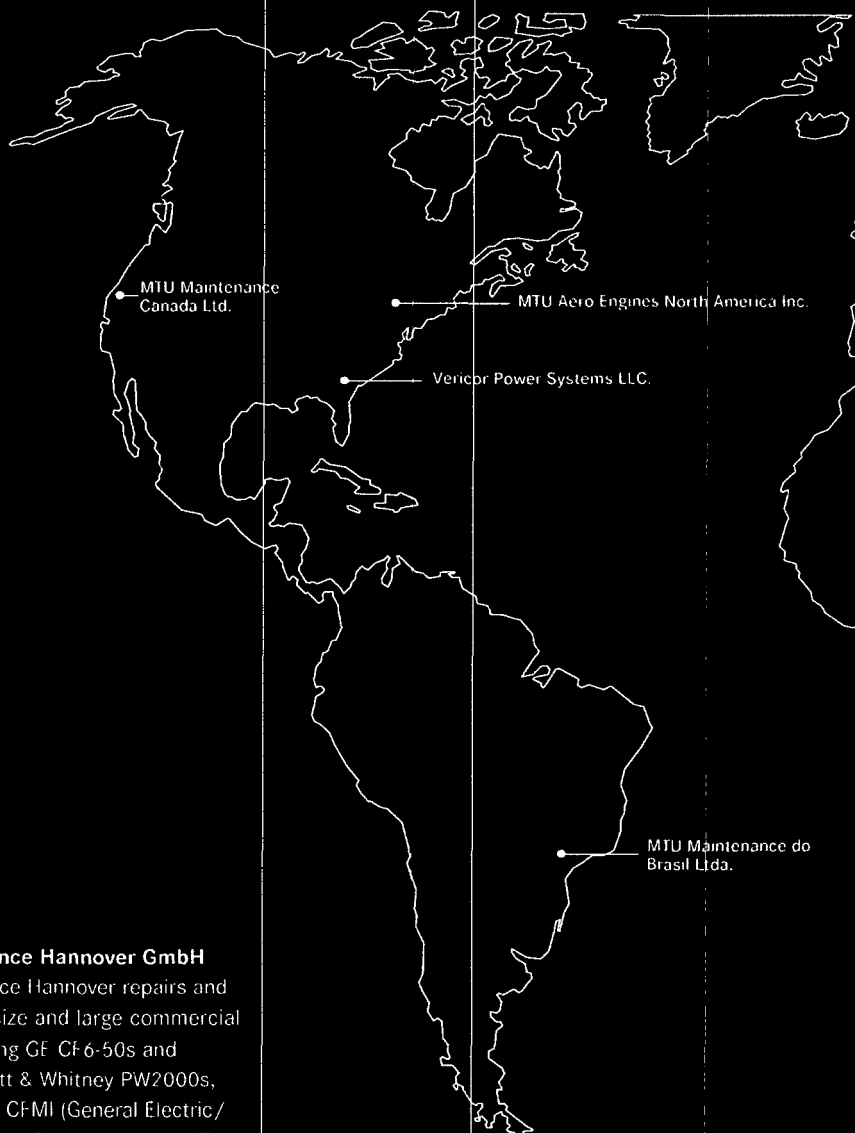 MTU Maintenance
Canada Ltd.
MTU Aero Engines North America Inc.
Vericor Power Systems LLC.
MTU Maintenance do
Brasil Ltda.
nce Hannover GmbH
ce Hannover repairs and
size and large commercial
ng GE CF6-50s and
tt & Whitney PW2000s,
CFMI (General Electric/